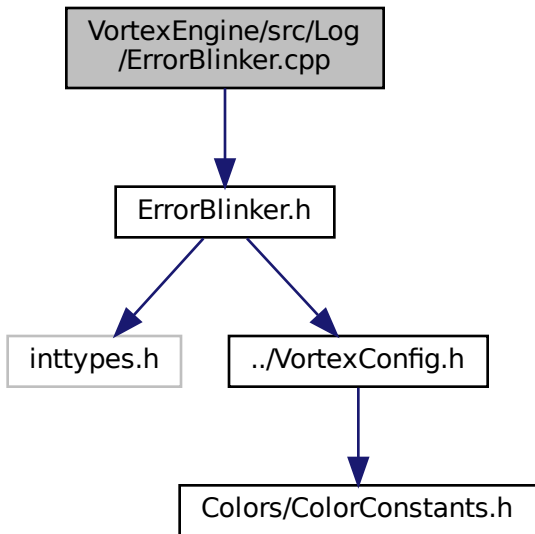 VortexEngine/src/Log
/ErrorBlinker.cpp
ErrorBlinker.h
inttypes.h
../VortexConfig.h
Colors/ColorConstants.h